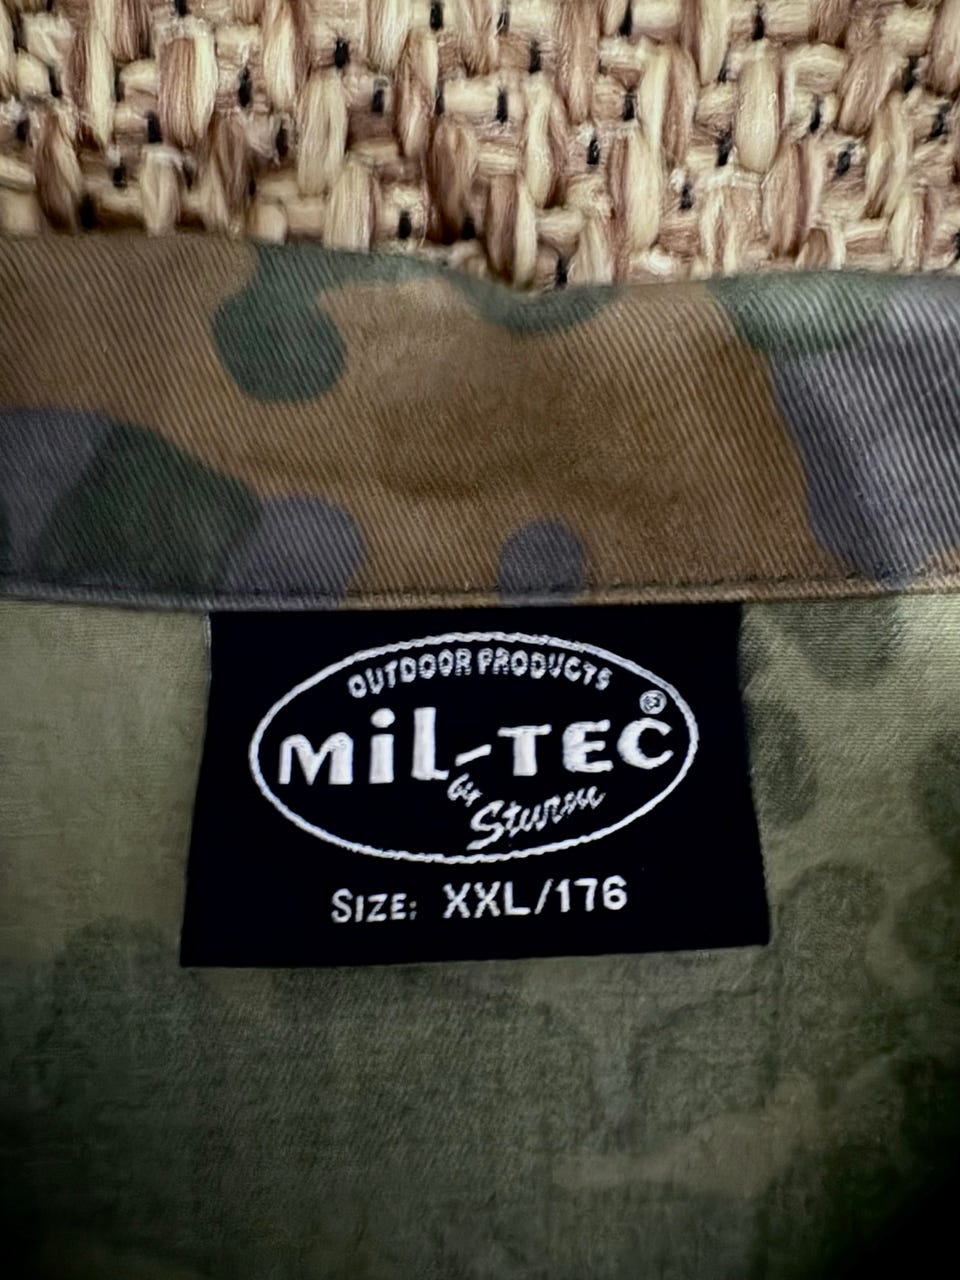 OUTDOOR PRODUCTS
MiL-TEC®
by Sturm
SIZE: XXL/176